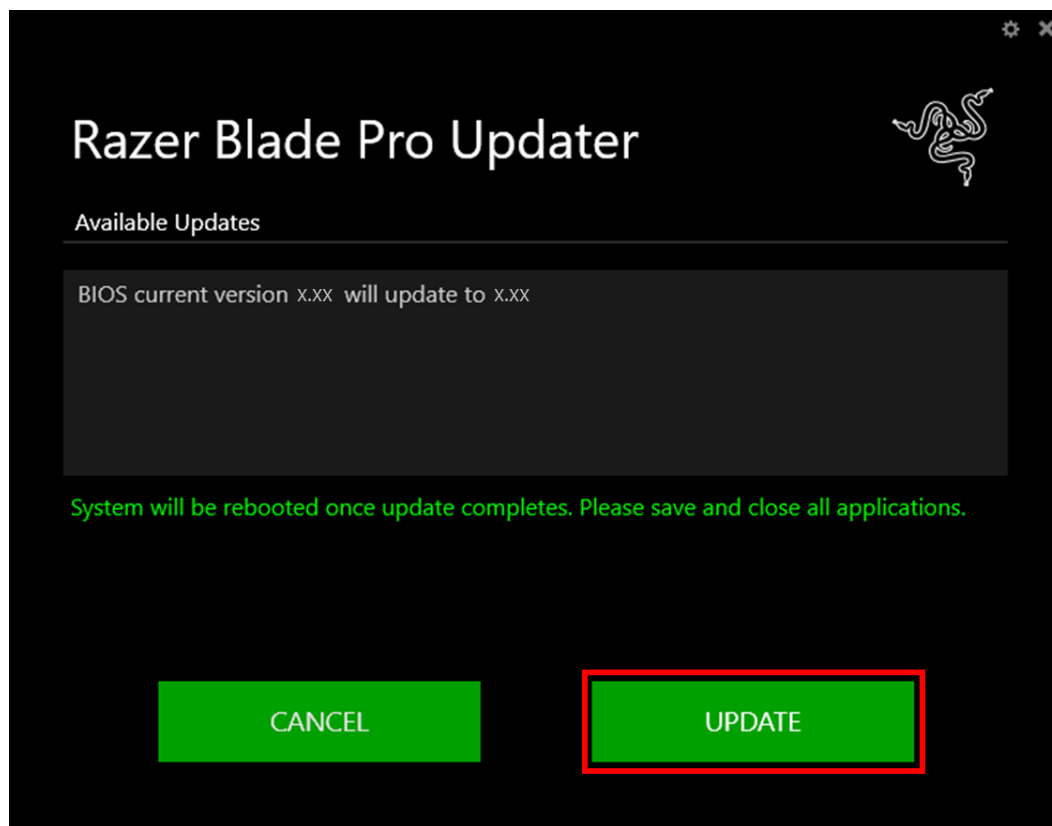 Razer Blade Pro Updater
Available Updates
BIOS current version X.XX will update to X.XX
System will be rebooted once update completes. Please save and close all applications.
CANCEL
UPDATE